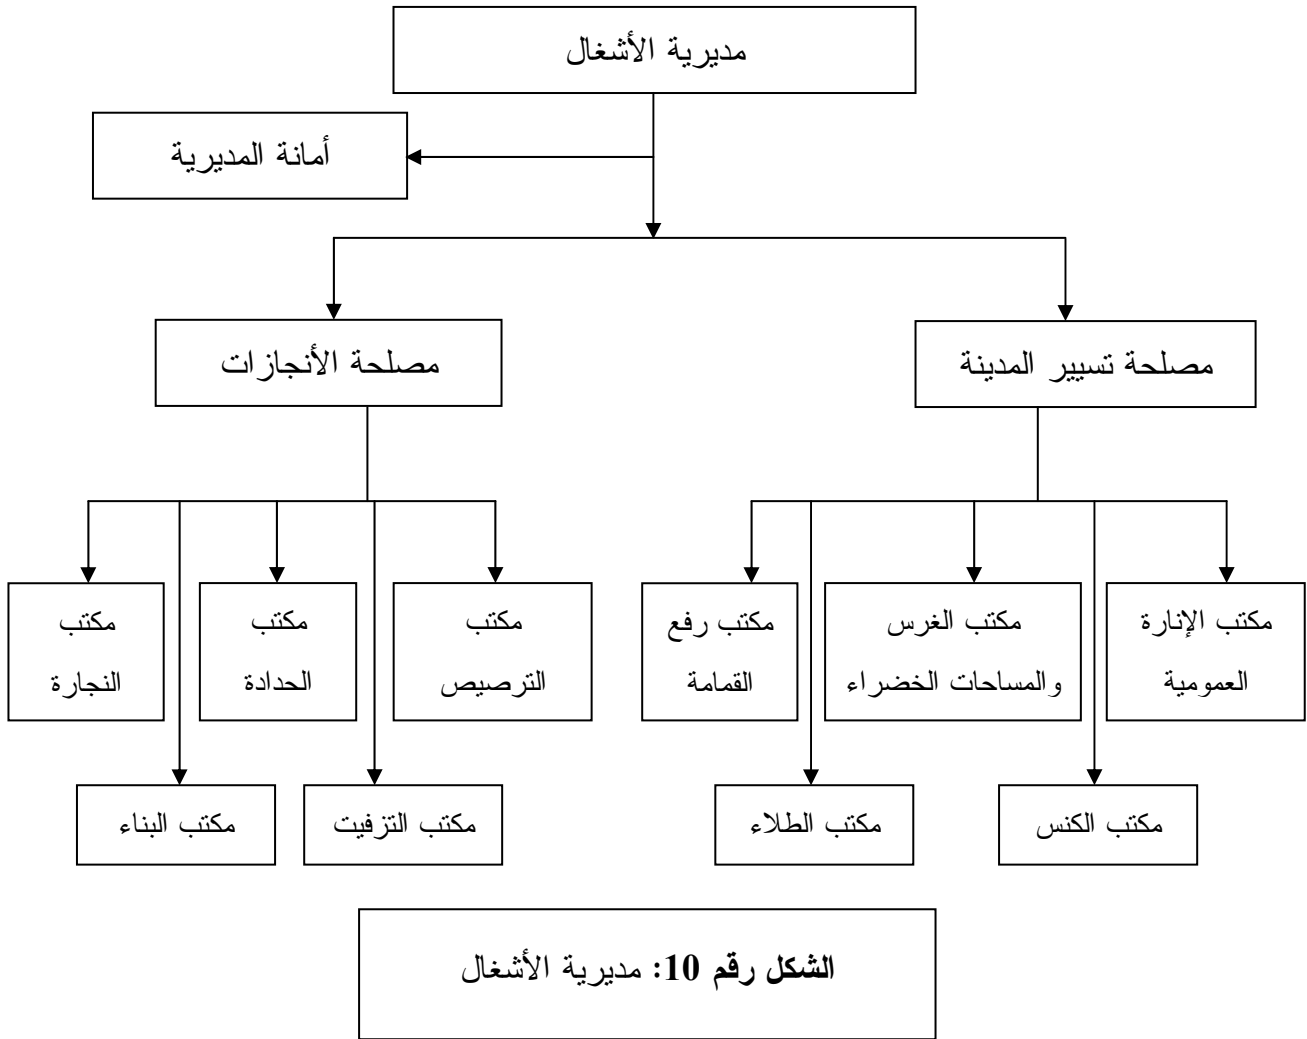 مديرية الأشغال
أمانة المديرية
مصلحة تسيير المدينة
مصلحة الأنجازات
مكتب الإنارة
العمومية
مكتب الغرس
والمساحات الخضراء
مكتب رفع
القمامة
مكتب
الترصيص
مكتب
الحدادة
مكتب
النجارة
مكتب الكنس
مكتب الطلاء
مكتب التزفيت
مكتب البناء
الشكل رقم 10: مديرية الأشغال